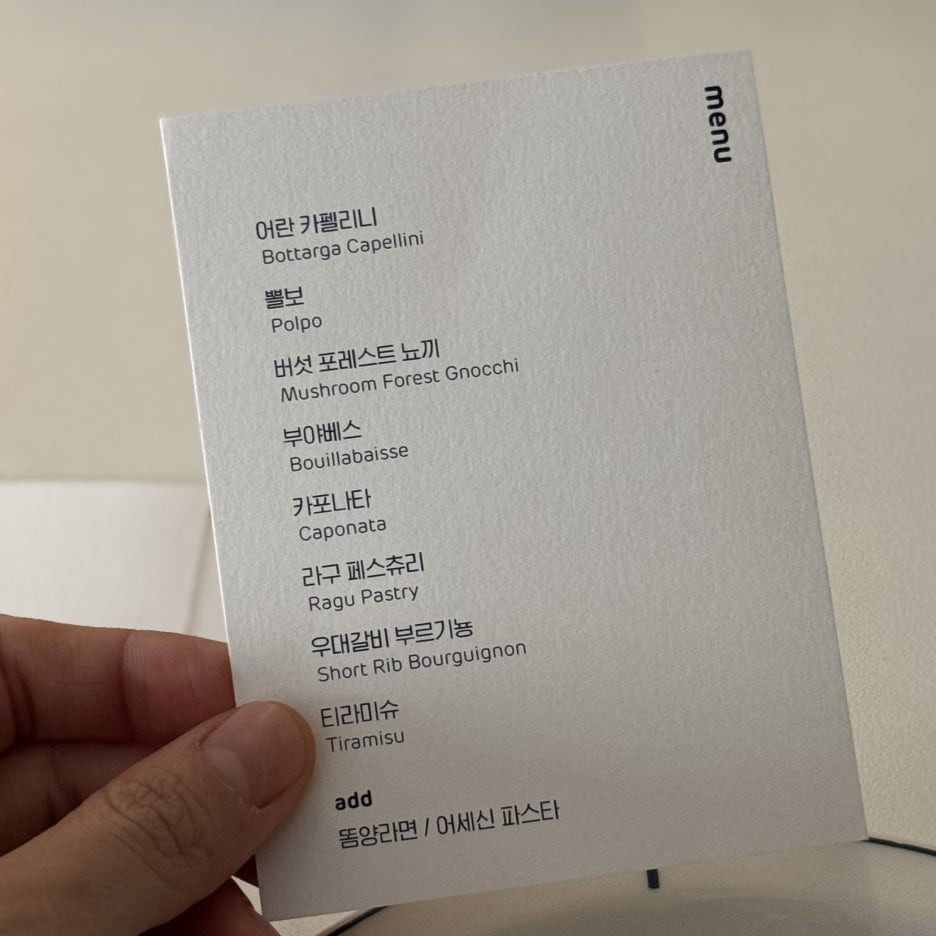 menu
어란 카펠리니
Bottarga Capellini
뽈보
Polpo
버섯 포레스트 뇨끼
Mushroom Forest Gnocchi
부야베스
Bouillabaisse
카포나타
Caponata
라구 페스츄리
Ragu Pastry
우대갈비 부르기뇽
Short Rib Bourguignon
티라미슈
Tiramisu
add
똠양라면 / 어세신 파스타